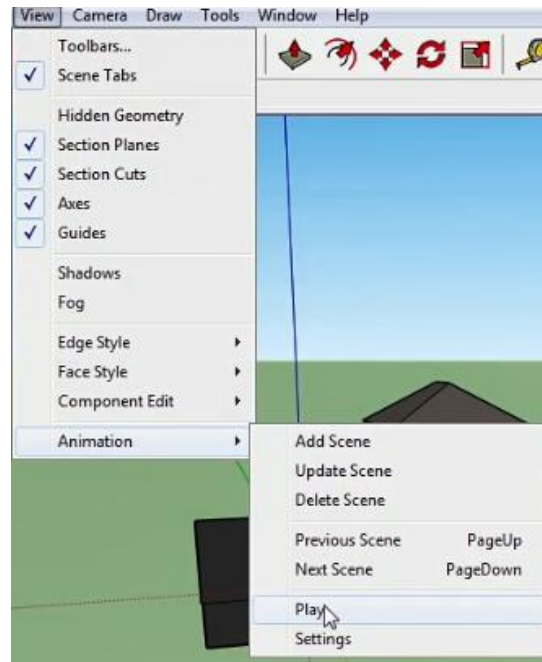 View Camera Draw Tools Window Help
Toolbars...
Scene Tabs
Hidden Geometry
Section Planes
Section Cuts
Axes
Guides
Shadows
Fog
Edge Style
Face Style
Component Edit
Animation
Add Scene
Update Scene
Delete Scene
Previous Scene PageUp
Next Scene PageDown
Play
Settings